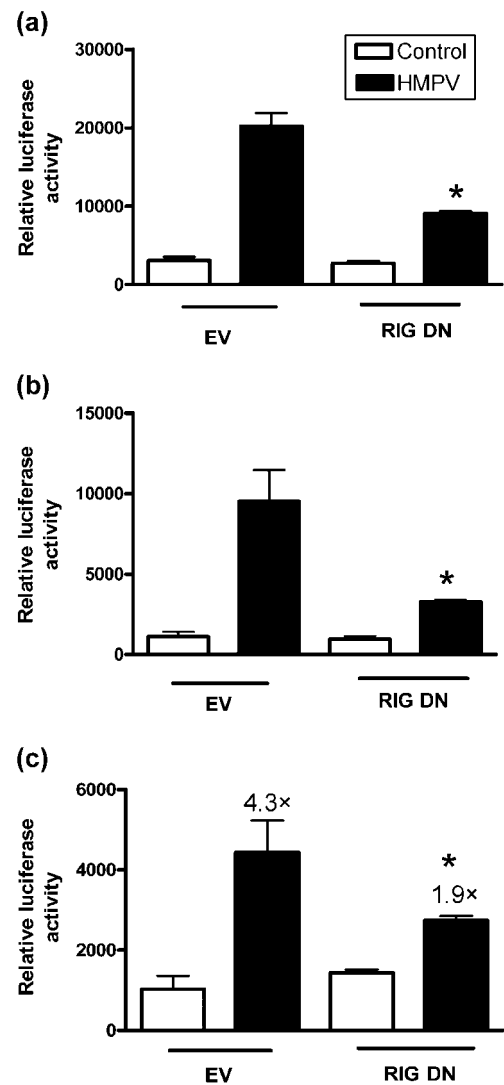 (a)
30000
20000
10000
0
Relative luciferase
activity
Control
HMPV
*
EV
RIG DN
(b)
15000
10000
5000
0
Relative luciferase
activity
*
EV
RIG DN
(c)
6000
4000
2000
0
Relative luciferase
activity
4.3×
*
1.9×
EV
RIG DN